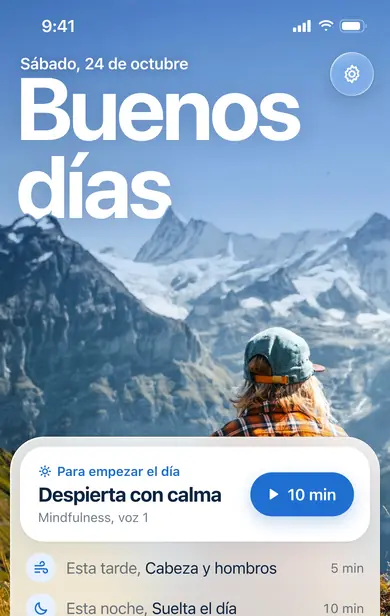 9:41
Sábado, 24 de octubre
Buenos
días
Para empezar el día
Despierta con calma
Mindfulness, voz 1
10 min
Esta tarde, Cabeza y hombros
5 min
Esta noche, Suelta el día
10 min